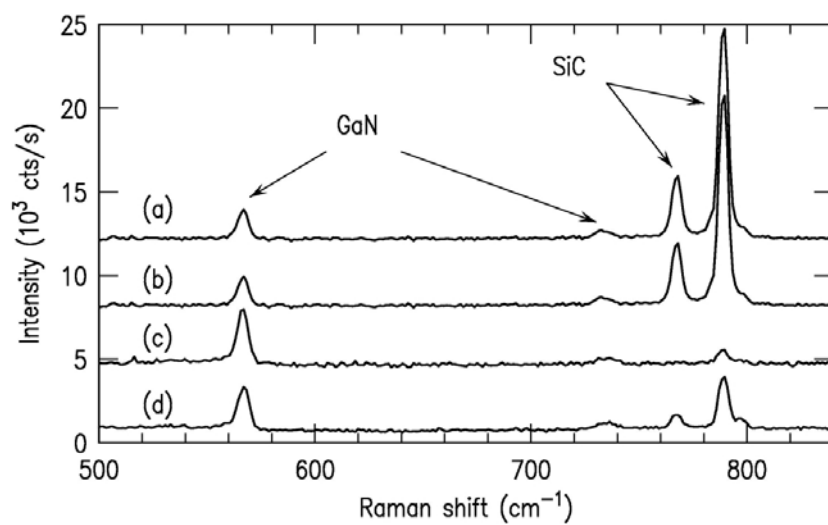 25
20
15
10
5
0
Intensity (10³ cts/s)
SiC
GaN
(a)
(b)
(c)
(d)
500
600
700
800
Raman shift (cm⁻¹)